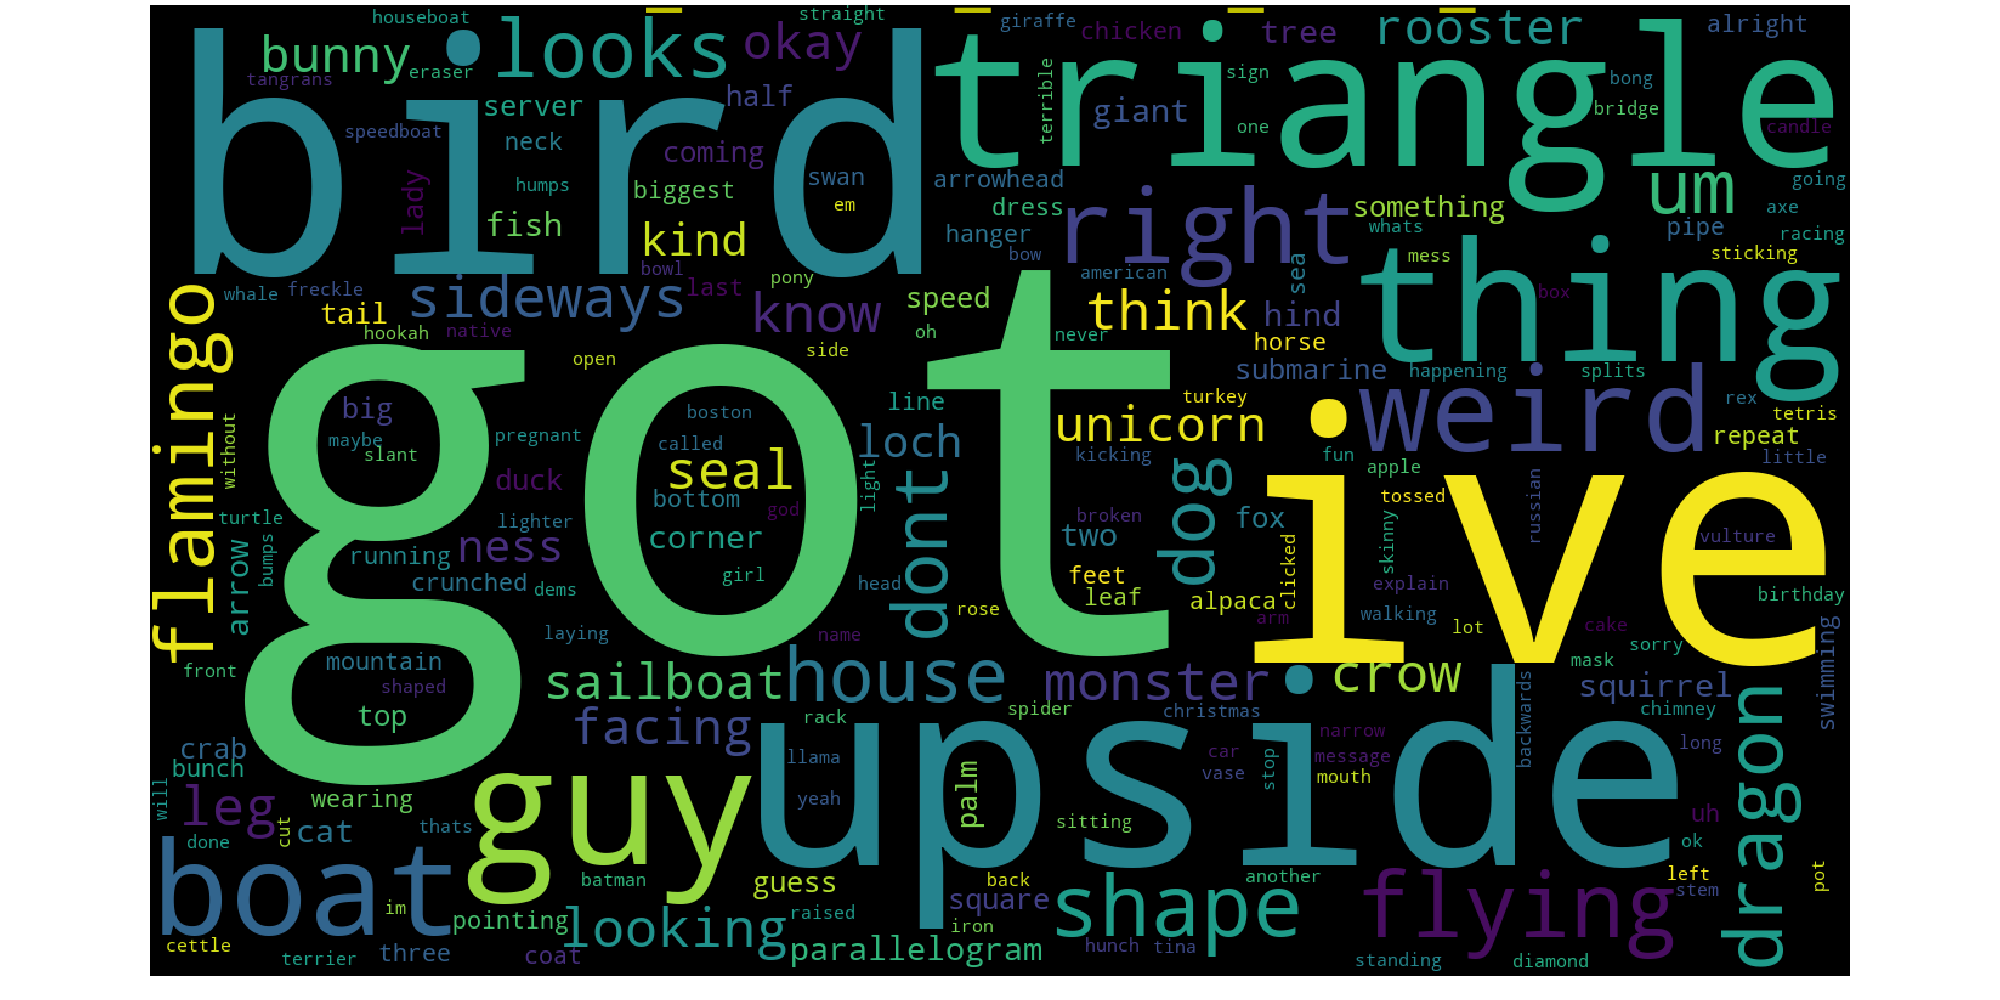 houseboat
straight
giraffe
chicken
tree
rooster
alright
bunny
looks
okay
eraser
tangrans
bird
triangle
server
half
giant
sign
terrible
bong
bridge
one
candle
speedboat
neck
coming
swan
arrowhead
um
going
lady
humps
biggest
em
dress
right
something
axe
fish
kind
hanger
whats
pipe
racing
bow
thing
mess
sticking
whale
freckle
sideways
bowl
last
pony
know
speed
american
sea
box
flamingo
tail
think
hind
hookah
native
oh
never
horse
open
side
got
submarine
happening
splits
weird
without
big
boston
line
turkey
unicorn
rex
tetris
maybe
pregnant
called
loch
repeat
slant
seal
light
kicking
dog
fun
apple
little
duck
bottom
god
ive
tossed
russian
turtle
lighter
corner
dont
broken
fox
skinny
vulture
arrow
bumps
running
ness
two
clicked
crunched
dems
girl
head
feet
leaf
alpaca
explain
birthday
rose
arm
walking
lot
cake
laying
name
sorry
swimming
front
mountain
shaped
sailboat
house
monster
crow
mask
squirrel
top
facing
rack
spider
christmas
backwards
chimney
dragon
crab
bunch
llama
upside
narrow
message
car
vase
stop
mouth
long
will
leg
wearing
guy
yeah
palm
cut
cat
thats
sitting
uh
done
ok
boat
batman
guess
back
another
left
stem
pot
im
pointing
looking
raised
square
shape
flying
iron
cettle
terrier
three
coat
parallelogram
hunch
tina
standing
diamond